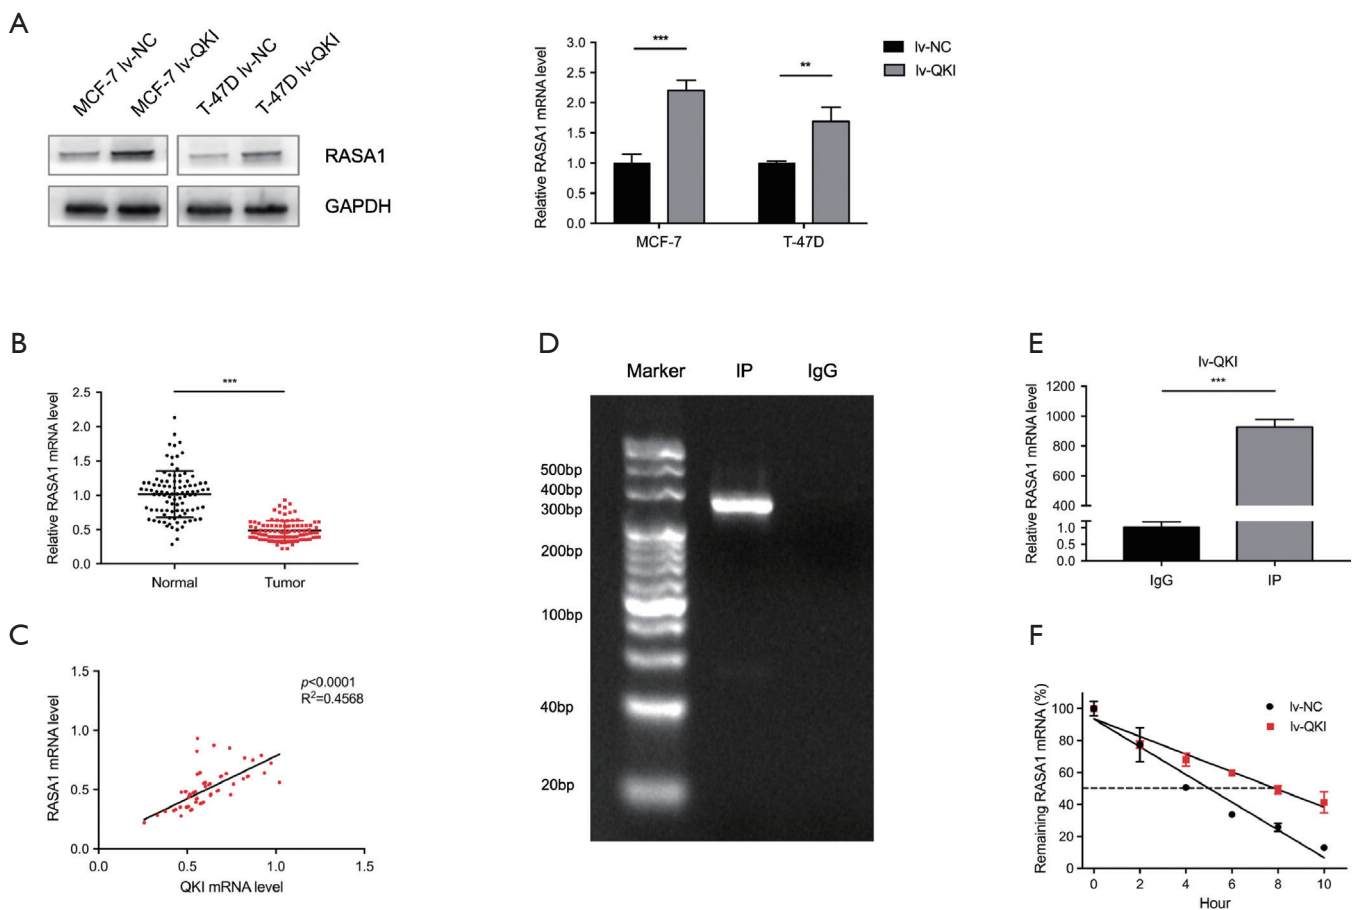 A
MCF-7 lv-NC
MCF-7 lv-QKI
T-47D lv-NC
T-47D lv-QKI
RASA1
GAPDH
Relative RASA1 mRNA level
3.0
2.5
2.0
1.5
1.0
0.5
0.0
***
**
MCF-7
T-47D
lv-NC
lv-QKI
B
Relative RASA1 mRNA level
2.5
2.0
1.5
1.0
0.5
0.0
***
Normal
Tumor
C
RASA1 mRNA level
1.5
1.0
0.5
0.0
p<0.0001
R²=0.4568
0.0
0.5
1.0
1.5
QKI mRNA level
D
Marker
IP
IgG
500bp
400bp
300bp
200bp
100bp
40bp
20bp
E
lv-QKI
***
Relative RASA1 mRNA level
1200
1000
800
600
400
1.0
0.5
0.0
IgG
IP
F
Remaining RASA1 mRNA (%)
100
80
60
40
20
0
lv-NC
lv-QKI
0
2
4
6
8
10
Hour